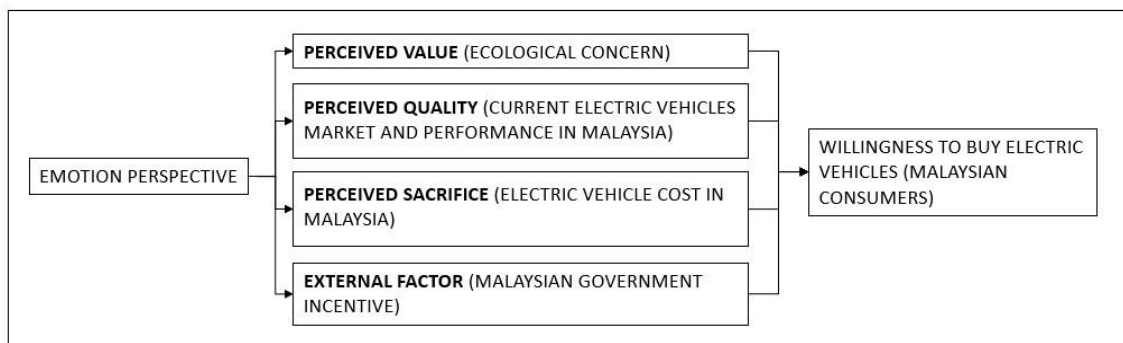 EMOTION PERSPECTIVE
PERCEIVED VALUE (ECOLOGICAL CONCERN)
PERCEIVED QUALITY (CURRENT ELECTRIC VEHICLES
MARKET AND PERFORMANCE IN MALAYSIA)
PERCEIVED SACRIFICE (ELECTRIC VEHICLE COST IN
MALAYSIA)
EXTERNAL FACTOR (MALAYSIAN GOVERNMENT
INCENTIVE)
WILLINGNESS TO BUY ELECTRIC
VEHICLES (MALAYSIAN
CONSUMERS)